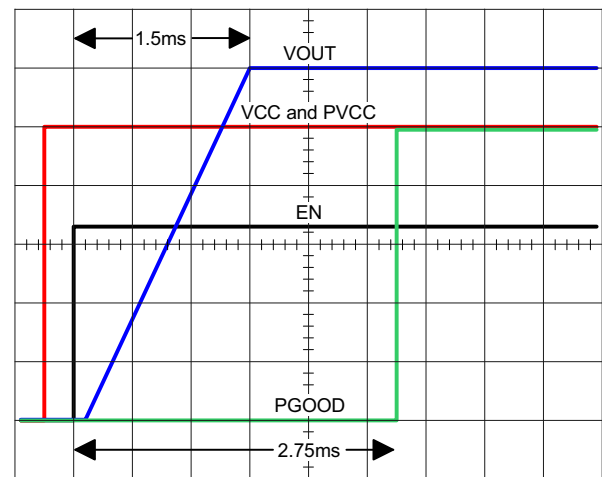 1.5ms
VOUT
VCC and PVCC
EN
PGOOD
2.75ms